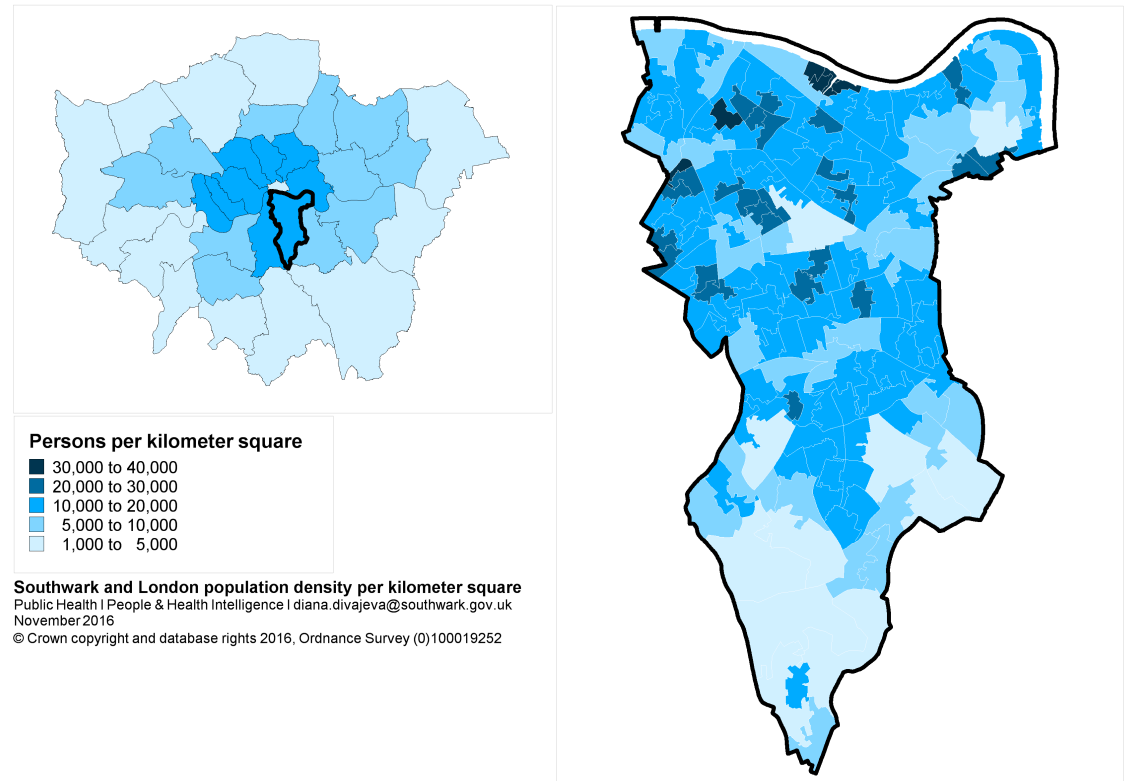 Persons per kilometer square
30,000 to 40,000
20,000 to 30,000
10,000 to 20,000
5,000 to 10,000
1,000 to 5,000
Southwark and London population density per kilometer square
Public Health I People & Health Intelligence I diana.divajeva@southwark.gov.uk
November 2016
© Crown copyright and database rights 2016, Ordnance Survey (0)100019252